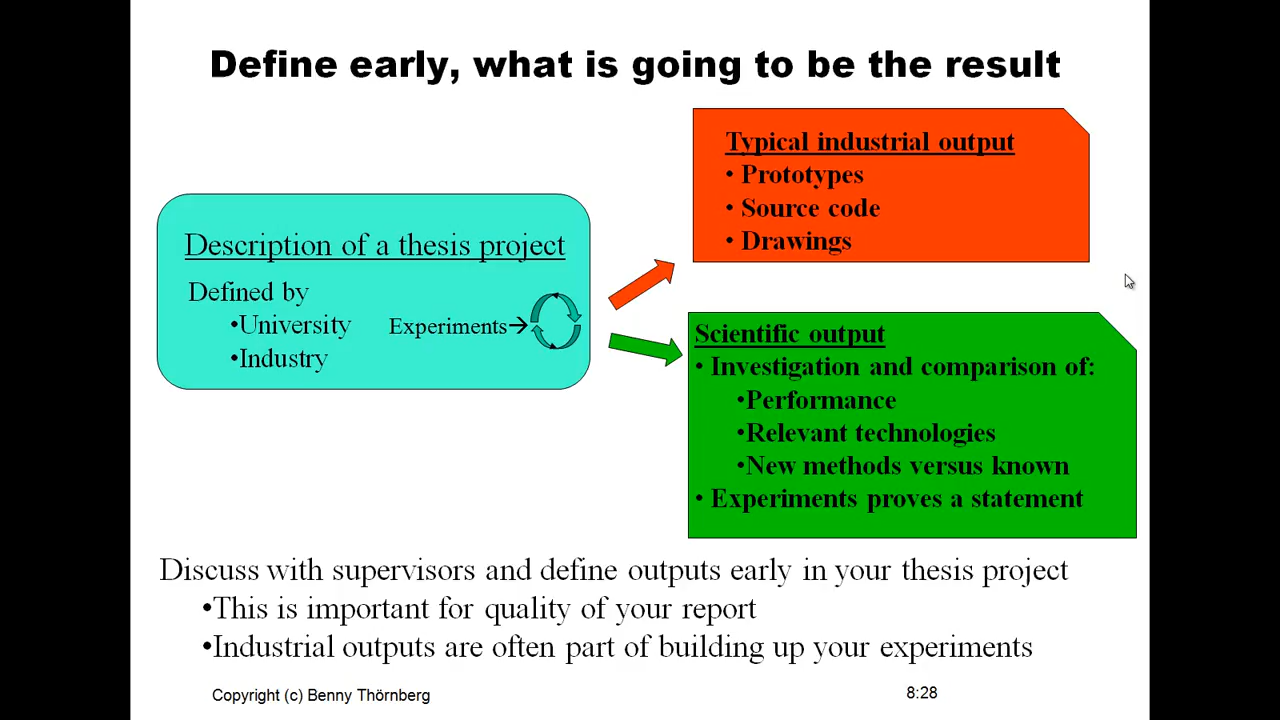 Define early, what is going to be the result
Typical industrial output
• Prototypes
• Source code
• Drawings
Description of a thesis project
Defined by
•University
•Industry
Experiments→
Scientific output
• Investigation and comparison of:
•Performance
•Relevant technologies
•New methods versus known
• Experiments proves a statement
Discuss with supervisors and define outputs early in your thesis project
•This is important for quality of your report
•Industrial outputs are often part of building up your experiments
Copyright (c) Benny Thörnberg
8:28